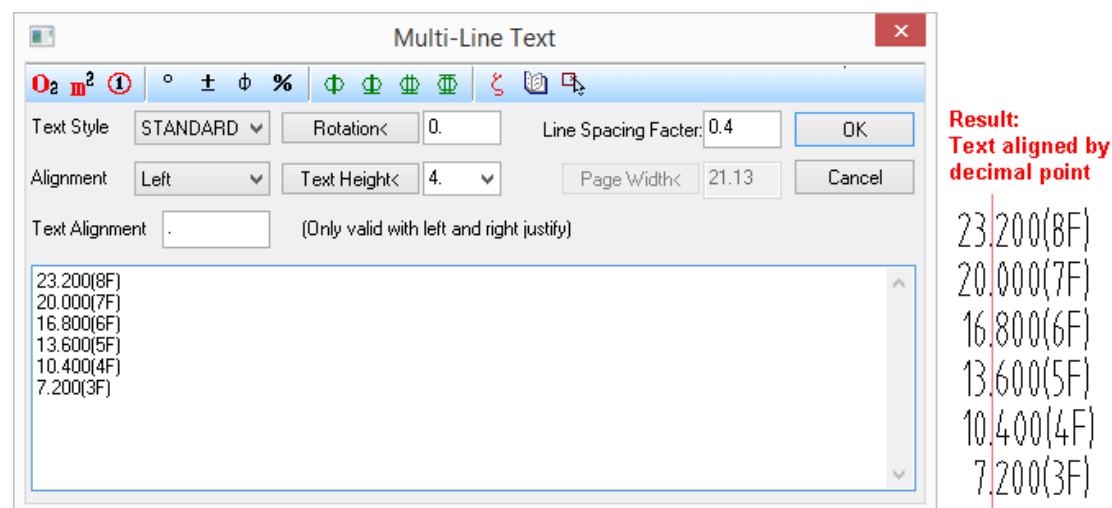 Multi-Line Text
O2 m² ① ° ± ϕ %
Text Style STANDARD Rotation< 0. Line Spacing Facter: 0.4 OK
Alignment Left Text Height< 4. Page Width< 21.13 Cancel
Text Alignment . (Only valid with left and right justify)
23.200(8F)
20.000(7F)
16.800(6F)
13.600(5F)
10.400(4F)
7.200(3F)
Result:
Text aligned by
decimal point
23.200(8F)
20.000(7F)
16.800(6F)
13.600(5F)
10.400(4F)
7.200(3F)